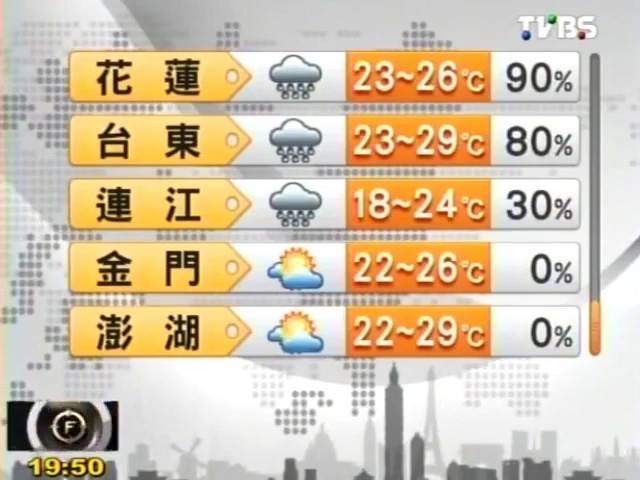 TVBS
花蓮 23~26℃ 90%
台東 23~29℃ 80%
連江 18~24℃ 30%
金門 22~26℃ 0%
澎湖 22~29℃ 0%
F
19:50